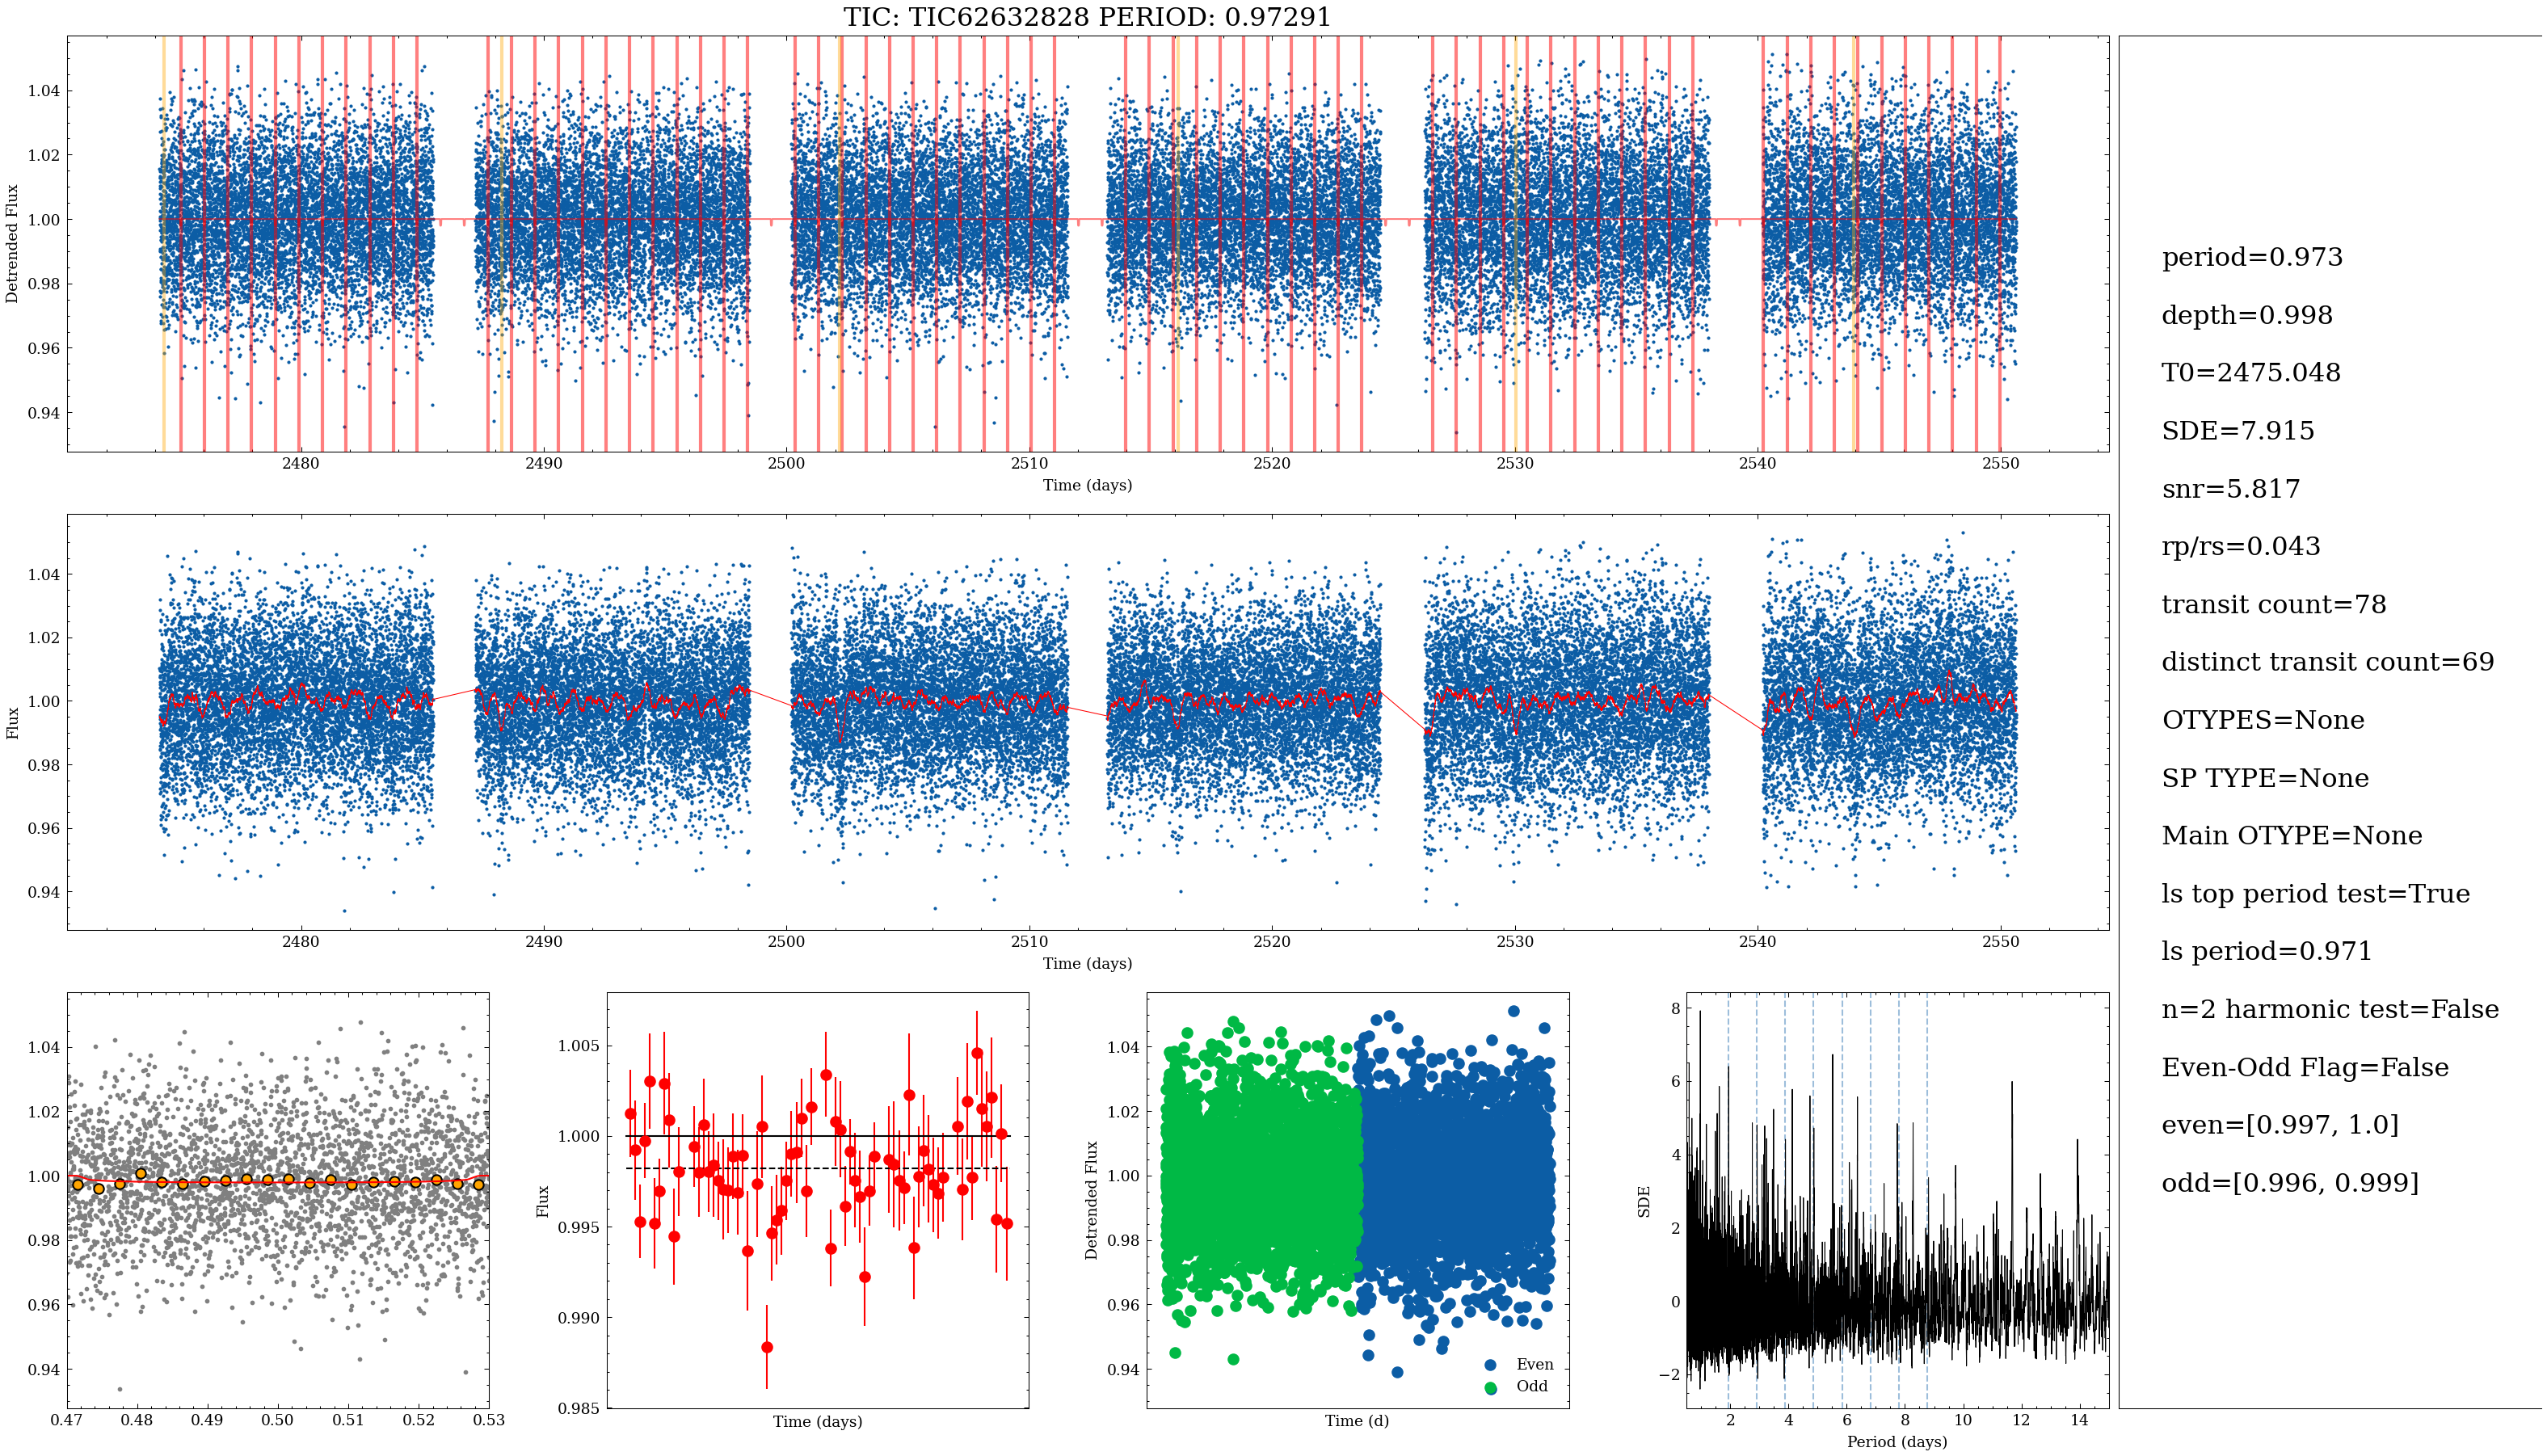 TIC: TIC62632828 PERIOD: 0.97291
1.04
1.02
1.00
0.98
0.96
0.94
Detrended Flux
2480 2490 2500 2510 2520 2530 2540 2550
Time (days)
1.04
1.02
1.00
0.98
0.96
0.94
Flux
2480 2490 2500 2510 2520 2530 2540 2550
Time (days)
1.04
1.02
1.00
0.98
0.96
0.94
0.47 0.48 0.49 0.50 0.51 0.52 0.53
1.005
1.000
0.995
0.990
0.985
Flux
Time (days)
1.04
1.02
1.00
0.98
0.96
0.94
Detrended Flux
Even
Odd
Time (d)
8
6
4
2
0
−2
SDE
2 4 6 8 10 12 14
Period (days)
period=0.973
depth=0.998
T0=2475.048
SDE=7.915
snr=5.817
rp/rs=0.043
transit count=78
distinct transit count=69
OTYPES=None
SP TYPE=None
Main OTYPE=None
ls top period test=True
ls period=0.971
n=2 harmonic test=False
Even-Odd Flag=False
even=[0.997, 1.0]
odd=[0.996, 0.999]